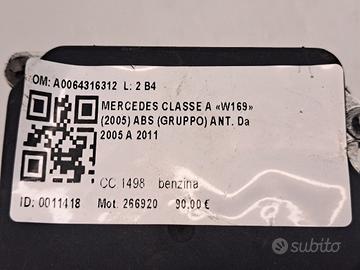 OM: A0064316312 L: 2 B4
MERCEDES CLASSE A «W169»
(2005) ABS (GRUPPO) ANT. Da
2005 A 2011
CC 1498 benzina
ID: 0011418 Mot. 266920 90,00 €
subito